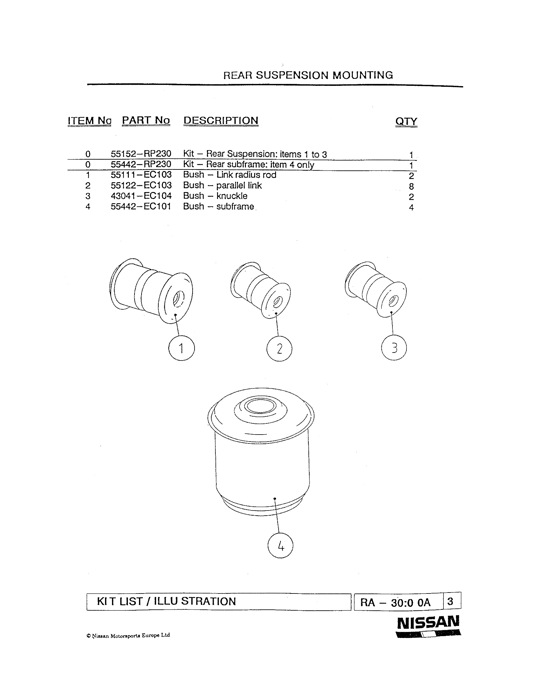 REAR SUSPENSION MOUNTING
ITEM No PART No DESCRIPTION QTY
0 55152-RP230 Kit - Rear Suspension: items 1 to 3 1
0 55442-RP230 Kit - Rear subframe: item 4 only 1
1 55111-EC103 Bush - Link radius rod 2
2 55122-EC103 Bush - parallel link 8
3 43041-EC104 Bush - knuckle 2
4 55442-EC101 Bush - subframe 4
1 2 3
4
KIT LIST / ILLU STRATION RA - 30:0 0A 3
NISSAN
© Nissan Motorsports Europe Ltd